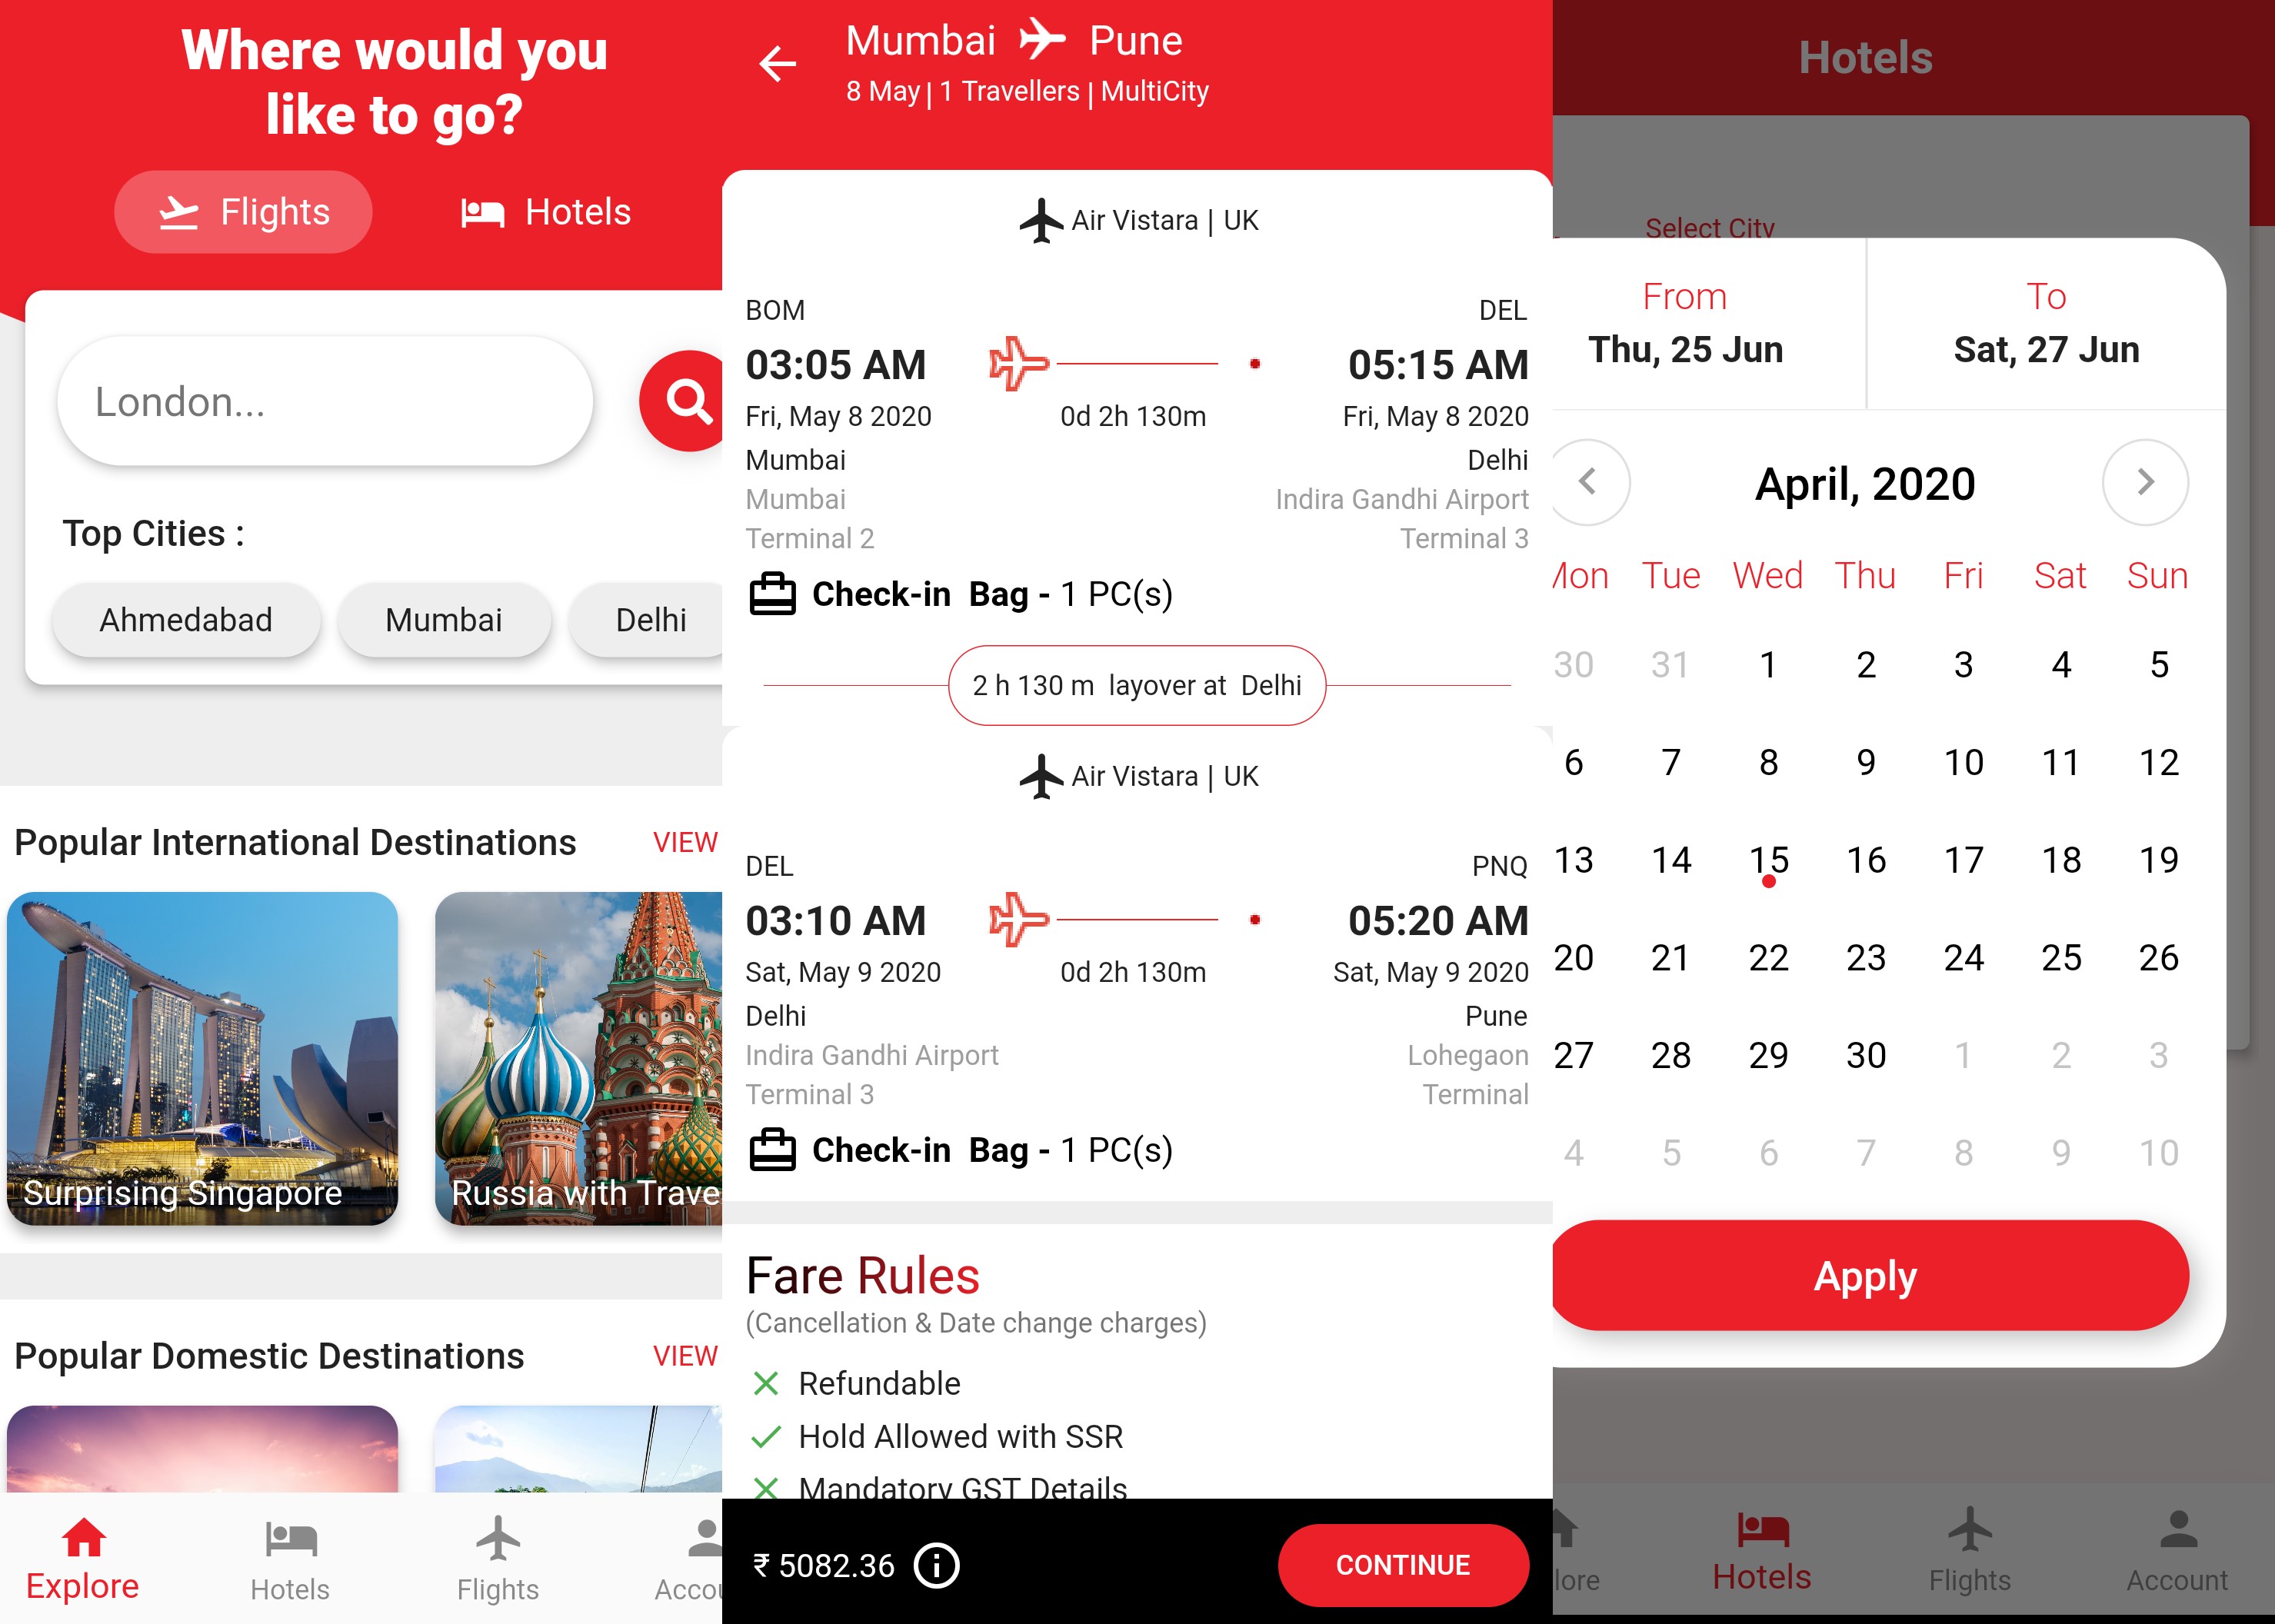 Where would you
like to go?
Flights
Hotels
London...
Top Cities :
Ahmedabad
Mumbai
Delhi
Popular International Destinations
VIEW
Surprising Singapore
Russia with Trave
Popular Domestic Destinations
VIEW
Explore
Hotels
Flights
Accou
Mumbai Pune
8 May | 1 Travellers | MultiCity
Air Vistara | UK
BOM DEL
03:05 AM 05:15 AM
Fri, May 8 2020 0d 2h 130m Fri, May 8 2020
Mumbai Delhi
Mumbai Indira Gandhi Airport
Terminal 2 Terminal 3
Check-in Bag - 1 PC(s)
2 h 130 m layover at Delhi
Air Vistara | UK
DEL PNQ
03:10 AM 05:20 AM
Sat, May 9 2020 0d 2h 130m Sat, May 9 2020
Delhi Pune
Indira Gandhi Airport Lohegaon
Terminal 3 Terminal
Check-in Bag - 1 PC(s)
Fare Rules
(Cancellation & Date change charges)
Refundable
Hold Allowed with SSR
Mandatory GST Details
₹ 5082.36
CONTINUE
Hotels
Select City
From To
Thu, 25 Jun Sat, 27 Jun
April, 2020
Mon Tue Wed Thu Fri Sat Sun
30 31 1 2 3 4 5
6 7 8 9 10 11 12
13 14 15 16 17 18 19
20 21 22 23 24 25 26
27 28 29 30 1 2 3
4 5 6 7 8 9 10
Apply
lore
Hotels
Flights
Account